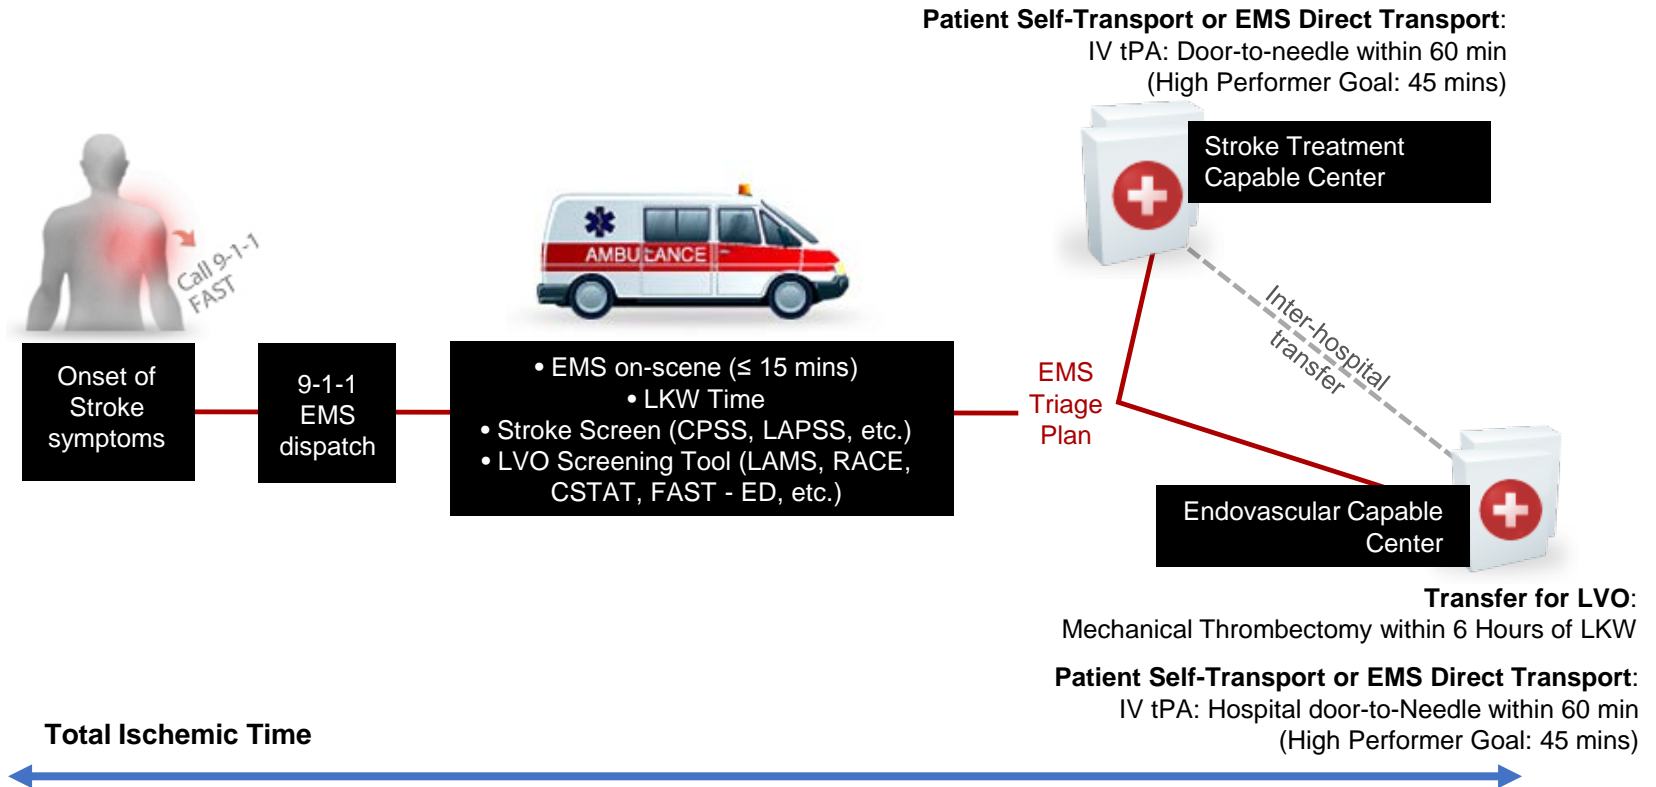 Patient Self-Transport or EMS Direct Transport:
IV tPA: Door-to-needle within 60 min
(High Performer Goal: 45 mins)
Stroke Treatment
Capable Center
Call 9-1-1
FAST
AMBULANCE
Onset of
Stroke
symptoms
9-1-1
EMS
dispatch
• EMS on-scene (≤ 15 mins)
• LKW Time
• Stroke Screen (CPSS, LAPSS, etc.)
• LVO Screening Tool (LAMS, RACE,
CSTAT, FAST - ED, etc.)
EMS
Triage
Plan
Inter-hospital
transfer
Endovascular Capable
Center
Transfer for LVO:
Mechanical Thrombectomy within 6 Hours of LKW
Patient Self-Transport or EMS Direct Transport:
IV tPA: Hospital door-to-Needle within 60 min
(High Performer Goal: 45 mins)
Total Ischemic Time